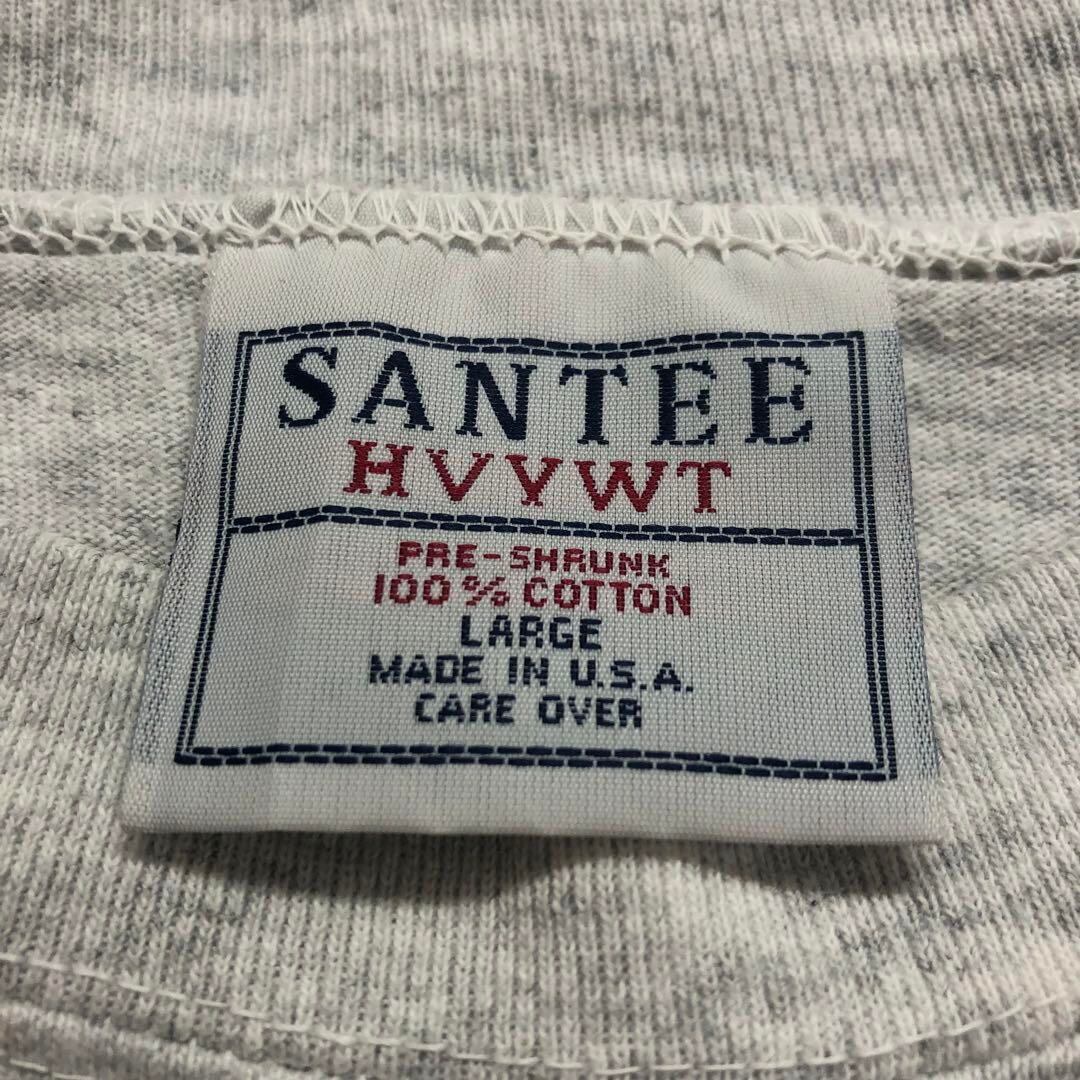 SANTEE
HVYWT
PRE-SHRUNK
100% COTTON
LARGE
MADE IN U.S.A.
CARE OVER